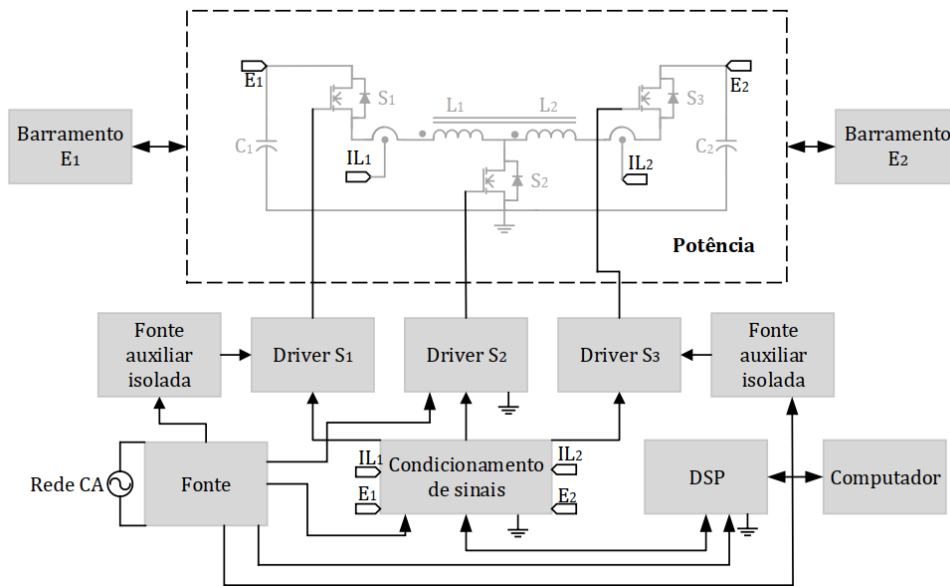 E1
E2
S1
L1
L2
S3
Barramento
E1
C1
IL1
S2
IL2
C2
Barramento
E2
Potência
Fonte
auxiliar
isolada
Driver S1
Driver S2
Driver S3
Fonte
auxiliar
isolada
Rede CA
Fonte
IL1
E1
Condicionamento
de sinais
IL2
E2
DSP
Computador